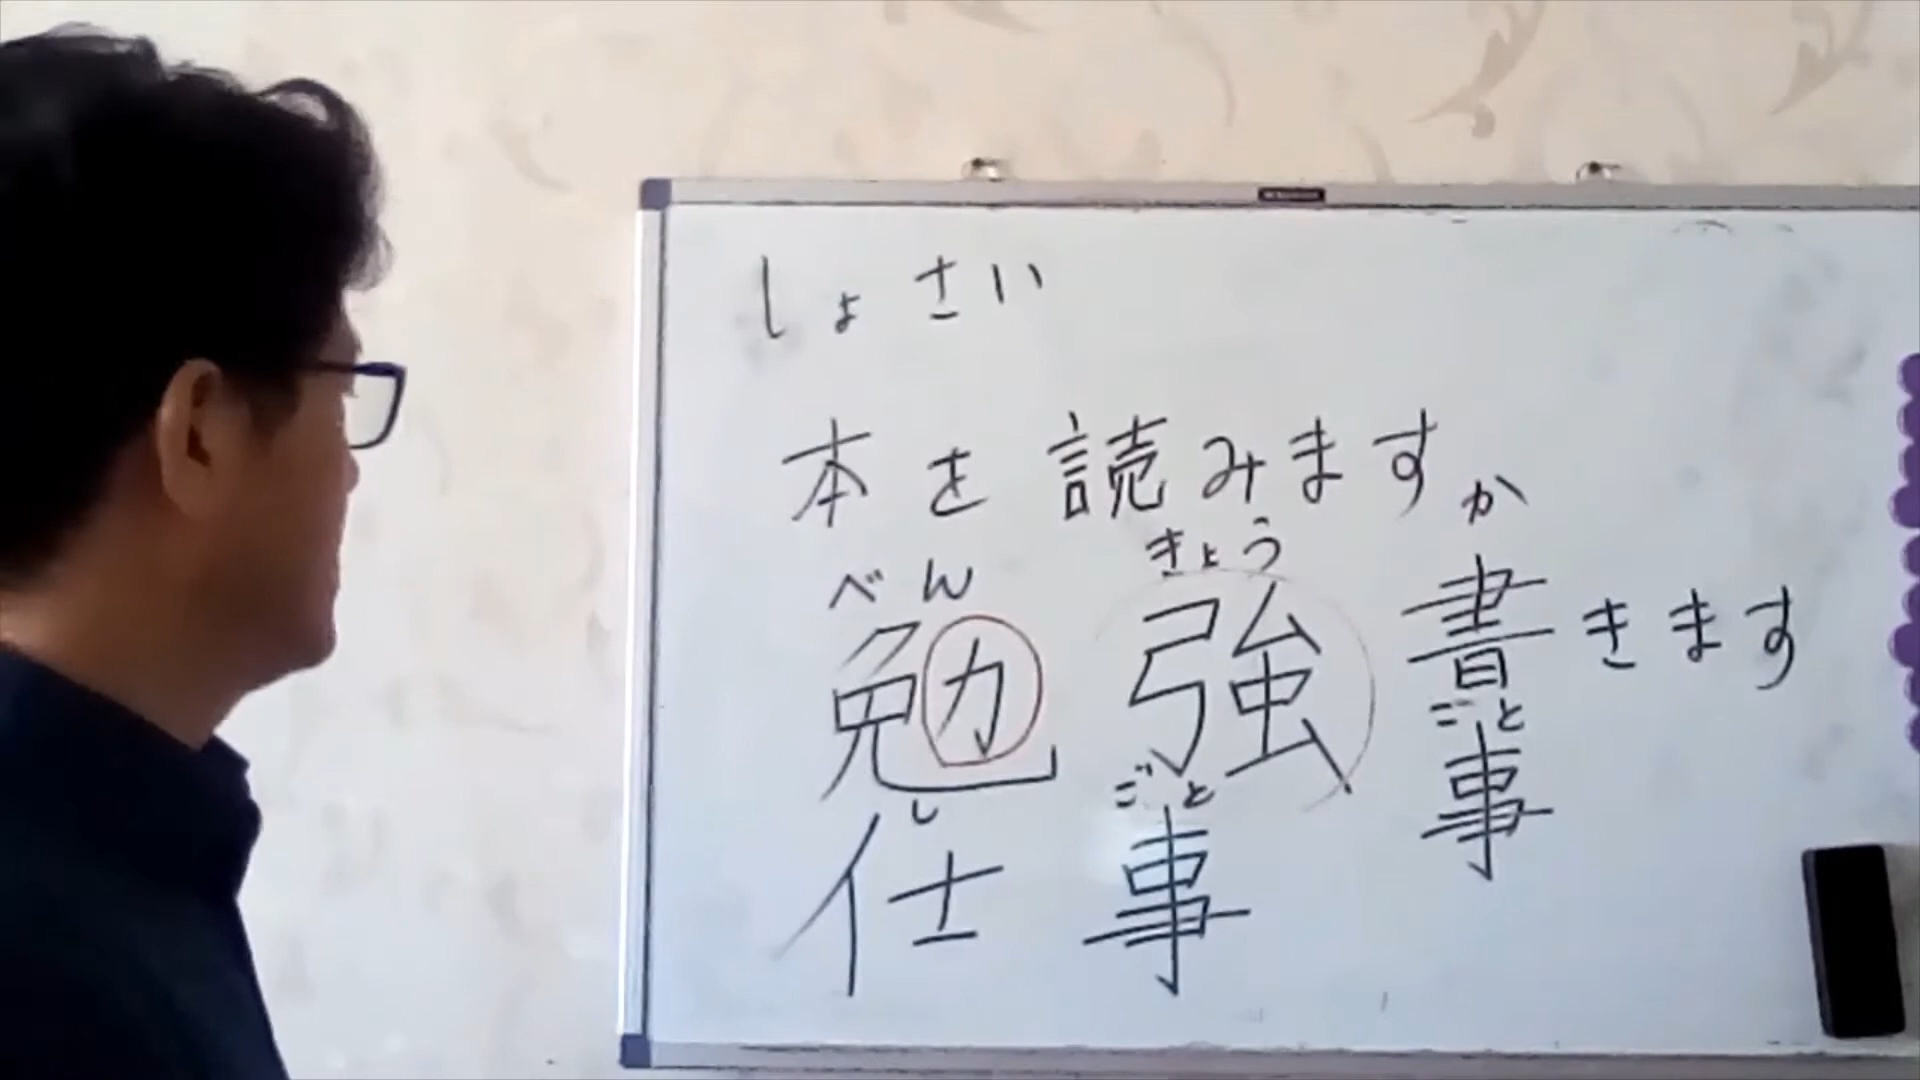 しょさい
本を読みますか
べん きょう
勉 強 書きます
ごと
事
し ごと
仕 事